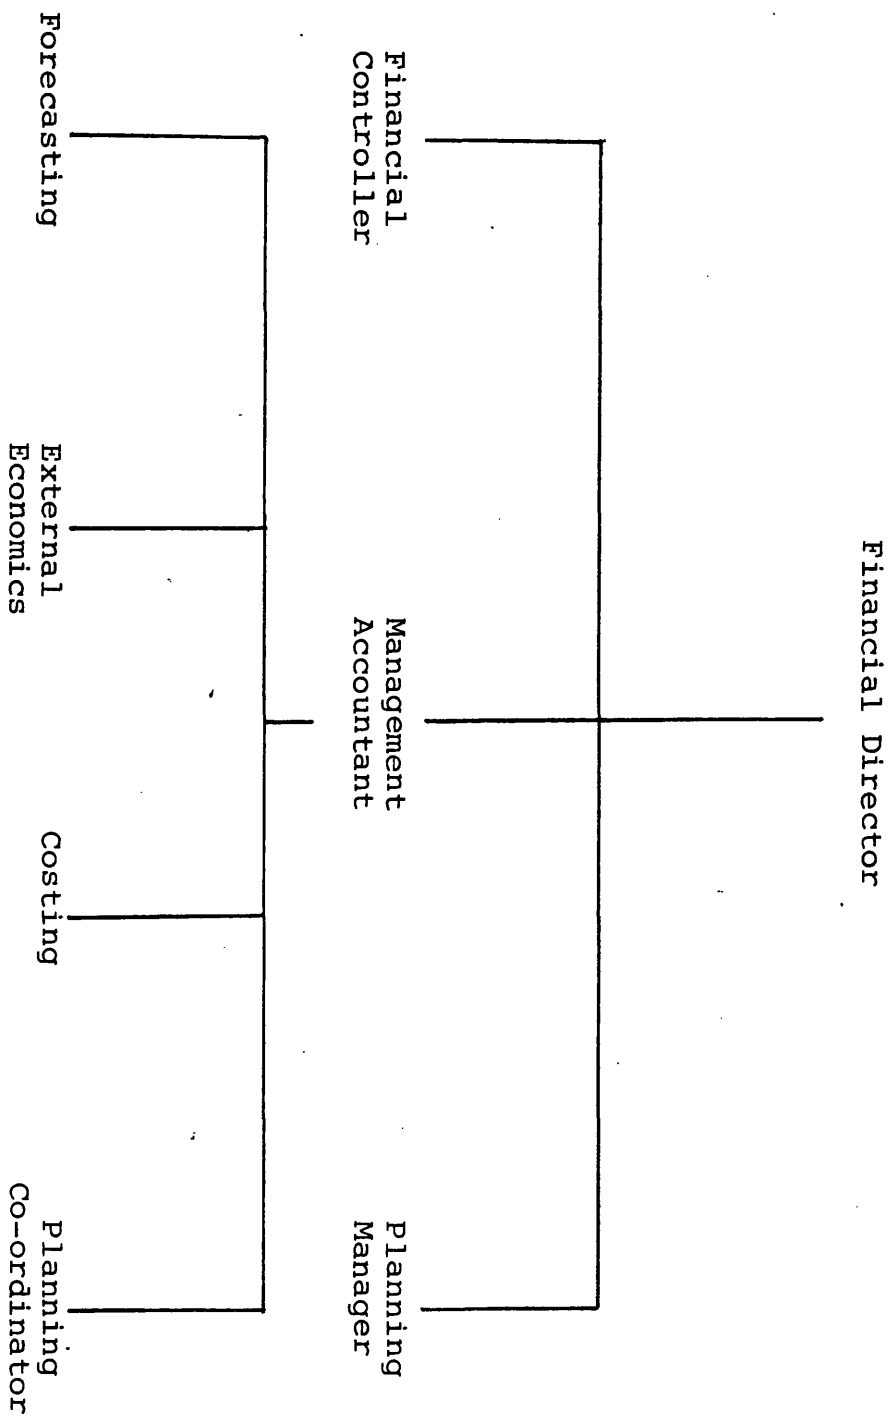 Financial Director
Financial
Controller
Management
Accountant
Planning
Manager
Forecasting
External
Economics
Costing
Planning
Co-ordinator